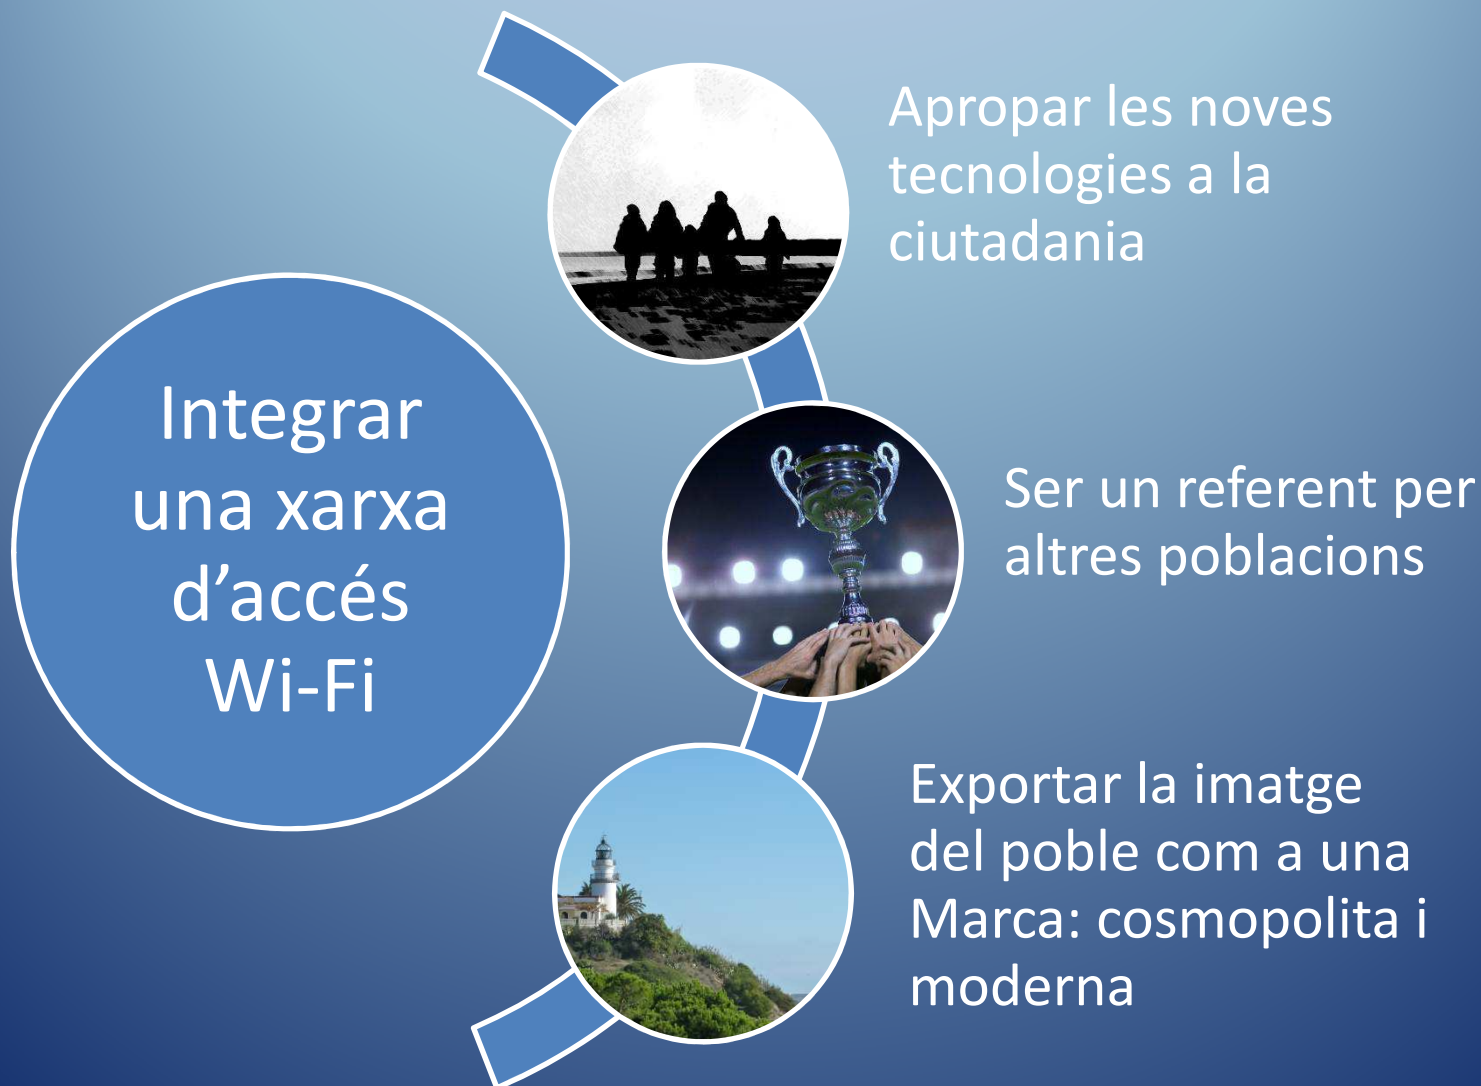 Integrar
una xarxa
d’accés
Wi-Fi
Apropar les noves
tecnologies a la
ciutadania
Ser un referent per
altres poblacions
Exportar la imatge
del poble com a una
Marca: cosmopolita i
moderna